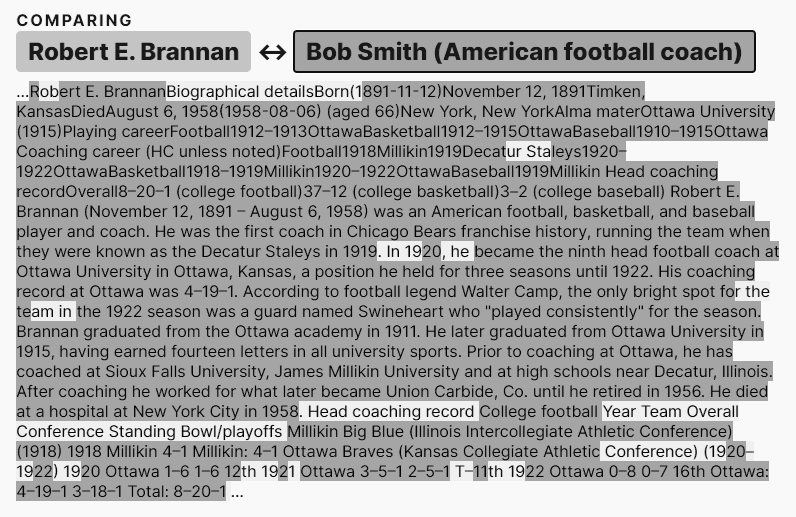 COMPARING
Robert E. Brannan ↔ Bob Smith (American football coach)
...Robert E. BrannanBiographical detailsBorn(1891-11-12)November 12, 1891Timken,
KansasDiedAugust 6, 1958(1958-08-06) (aged 66)New York, New YorkAlma materOttawa University
(1915)Playing careerFootball1912–1913OttawaBasketball1912–1915OttawaBaseball1910–1915Ottawa
Coaching career (HC unless noted)Football1918Millikin1919Decatur Staleys1920–
1922OttawaBasketball1918–1919Millikin1920–1922OttawaBaseball1919Millikin Head coaching
recordOverall8–20–1 (college football)37–12 (college basketball)3–2 (college baseball) Robert E.
Brannan (November 12, 1891 – August 6, 1958) was an American football, basketball, and baseball
player and coach. He was the first coach in Chicago Bears franchise history, running the team when
they were known as the Decatur Staleys in 1919. In 1920, he became the ninth head football coach at
Ottawa University in Ottawa, Kansas, a position he held for three seasons until 1922. His coaching
record at Ottawa was 4–19–1. According to football legend Walter Camp, the only bright spot for the
team in the 1922 season was a guard named Swineheart who "played consistently" for the season.
Brannan graduated from the Ottawa academy in 1911. He later graduated from Ottawa University in
1915, having earned fourteen letters in all university sports. Prior to coaching at Ottawa, he has
coached at Sioux Falls University, James Millikin University and at high schools near Decatur, Illinois.
After coaching he worked for what later became Union Carbide, Co. until he retired in 1956. He died
at a hospital at New York City in 1958. Head coaching record College football Year Team Overall
Conference Standing Bowl/playoffs Millikin Big Blue (Illinois Intercollegiate Athletic Conference)
(1918) 1918 Millikin 4–1 Millikin: 4–1 Ottawa Braves (Kansas Collegiate Athletic Conference) (1920–
1922) 1920 Ottawa 1–6 1–6 12th 1921 Ottawa 3–5–1 2–5–1 T–11th 1922 Ottawa 0–8 0–7 16th Ottawa:
4–19–1 3–18–1 Total: 8–20–1 ...